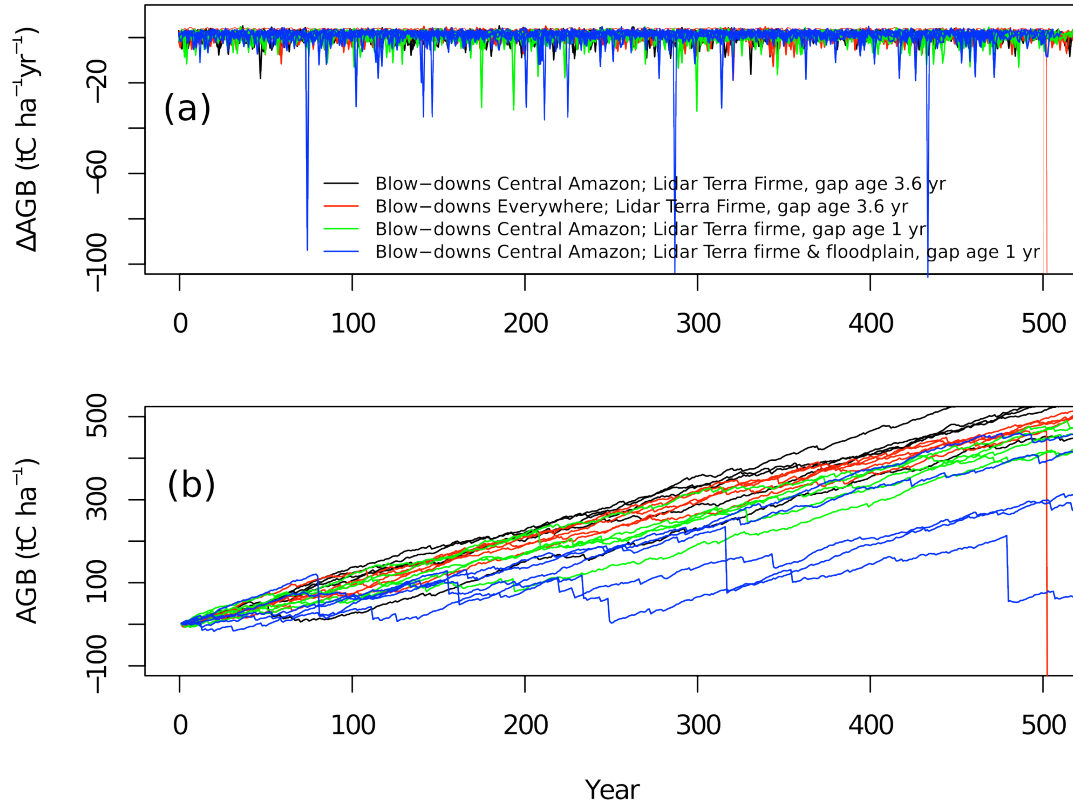 (a)
ΔAGB (tC ha⁻¹yr⁻¹)
−20
−60
−100
Blow−downs Central Amazon; Lidar Terra Firme, gap age 3.6 yr
Blow−downs Everywhere; Lidar Terra Firme, gap age 3.6 yr
Blow−downs Central Amazon; Lidar Terra firme, gap age 1 yr
Blow−downs Central Amazon; Lidar Terra firme & floodplain, gap age 1 yr
0 100 200 300 400 500
(b)
AGB (tC ha⁻¹)
500
300
100
−100
0 100 200 300 400 500
Year